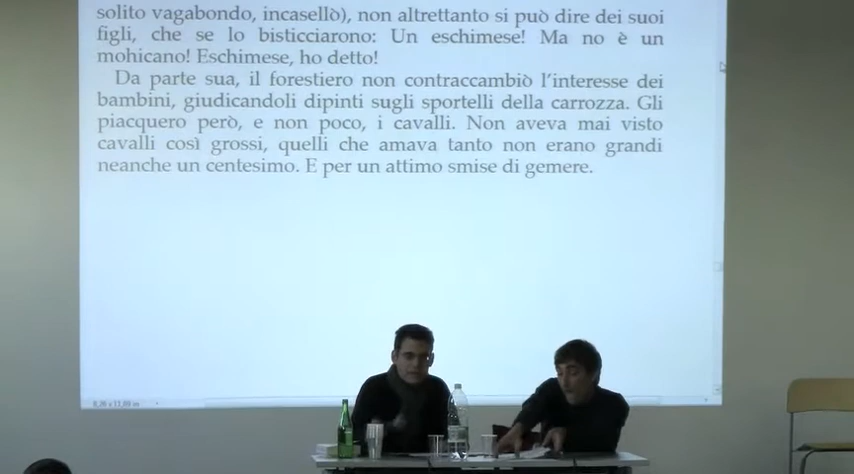 solito vagabondo, incasellò), non altrettanto si può dire dei suoi
figli, che se lo bisticciarono: Un eschimese! Ma no è un
mohicano! Eschimese, ho detto!
Da parte sua, il forestiero non contraccambiò l'interesse dei
bambini, giudicandoli dipinti sugli sportelli della carrozza. Gli
piacquero però, e non poco, i cavalli. Non aveva mai visto
cavalli così grossi, quelli che amava tanto non erano grandi
neanche un centesimo. E per un attimo smise di gemere.